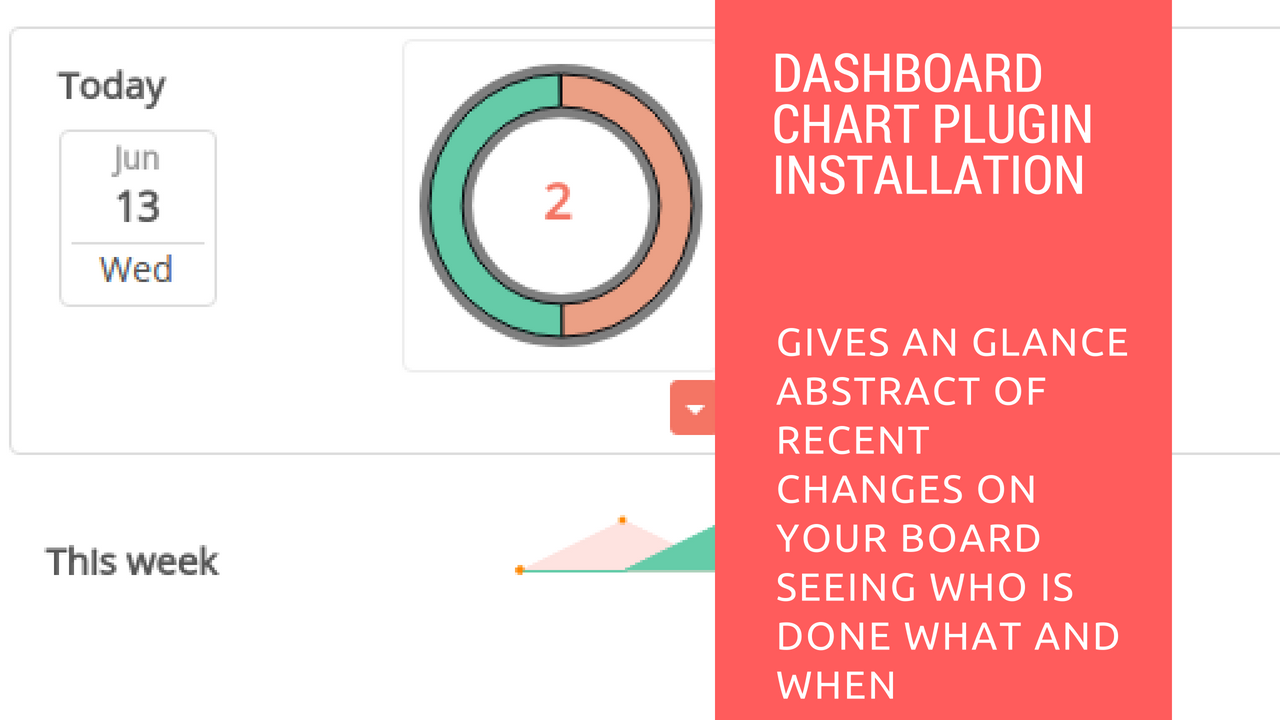 Today
Jun
13
Wed
2
This week
DASHBOARD
CHART PLUGIN
INSTALLATION
GIVES AN GLANCE
ABSTRACT OF
RECENT
CHANGES ON
YOUR BOARD
SEEING WHO IS
DONE WHAT AND
WHEN